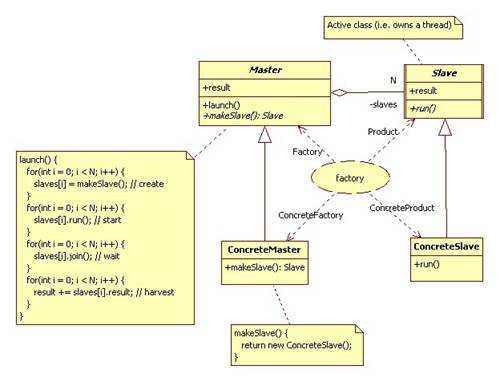 Active class (i.e. owns a thread)
Master
+result
+launch()
+makeSlave(): Slave
N
-slaves
Slave
+result
+run()
Factory
Product
factory
ConcreteFactory
ConcreteProduct
launch() {
for(int i = 0; i < N; i++) {
slaves[i] = makeSlave(); // create
}
for(int i = 0; i < N; i++) {
slaves[i].run(); // start
}
for(int i = 0; i < N; i++) {
slaves[i].join(); // wait
}
for(int i = 0; i < N; i++) {
result += slaves[i].result; // harvest
}
}
ConcreteMaster
+makeSlave(): Slave
ConcreteSlave
+run()
makeSlave() {
return new ConcreteSlave();
}